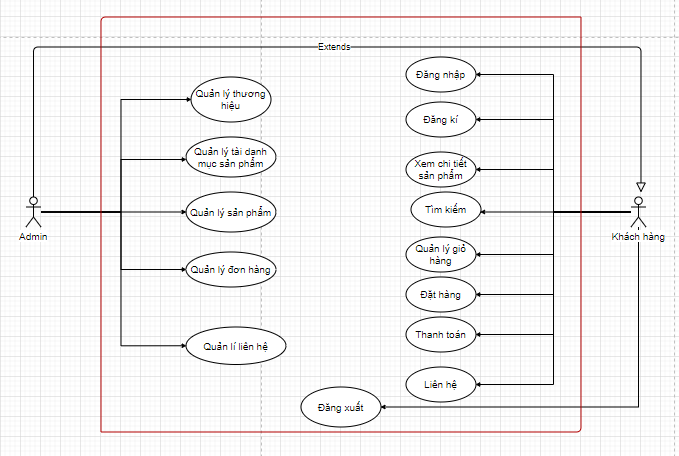 Extends
Đăng nhập
Quản lý thương
hiệu
Đăng kí
Quản lý tài danh
mục sản phẩm
Xem chi tiết
sản phẩm
Quản lý sản phẩm
Tìm kiếm
Admin
Khách hàng
Quản lý giỏ
hàng
Quản lý đơn hàng
Đặt hàng
Thanh toán
Quản lí liên hệ
Liên hệ
Đăng xuất